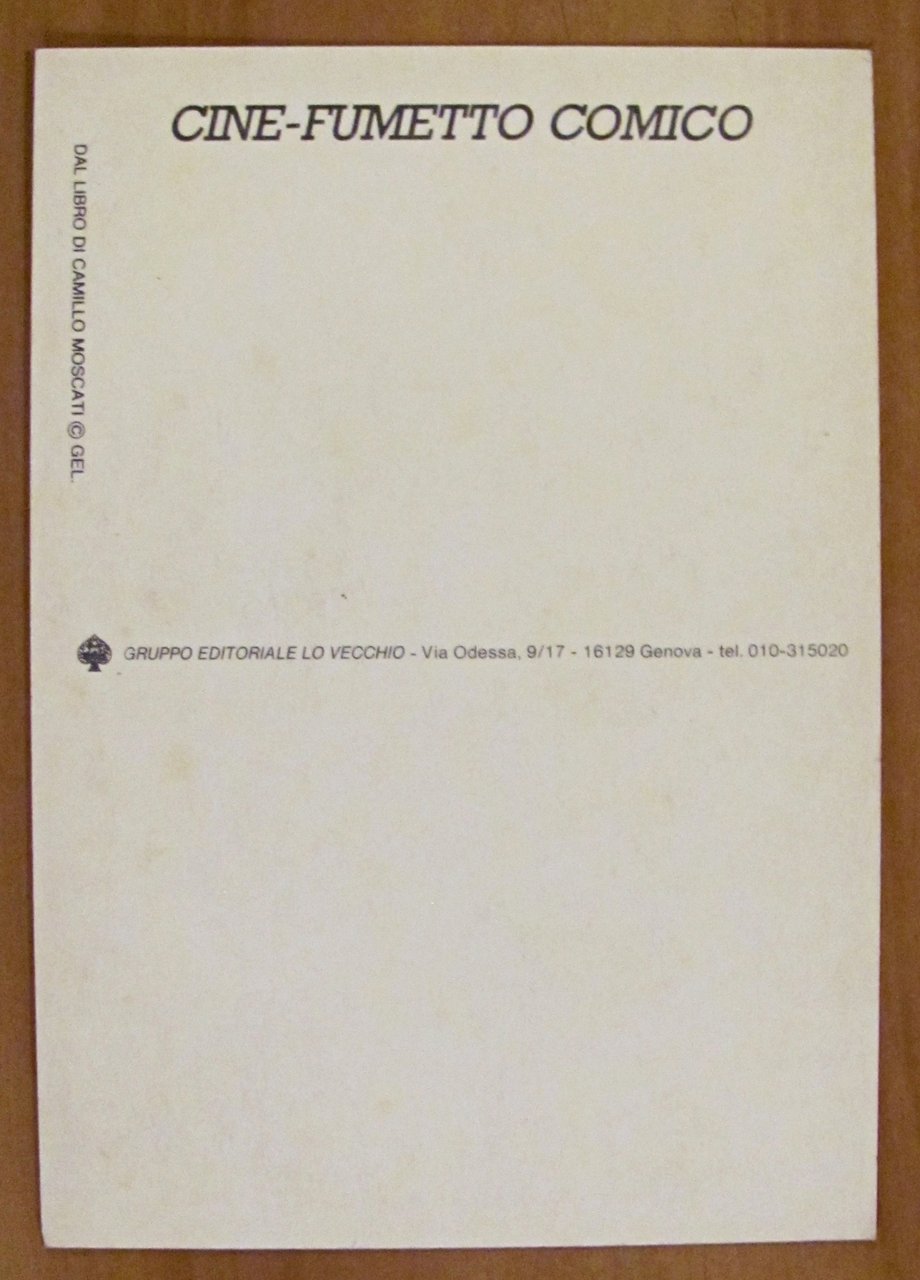 CINE-FUMETTO COMICO
DAL LIBRO DI CAMILLO MOSCATI © GEL.
GRUPPO EDITORIALE LO VECCHIO - Via Odessa, 9/17 - 16129 Genova - tel. 010-315020